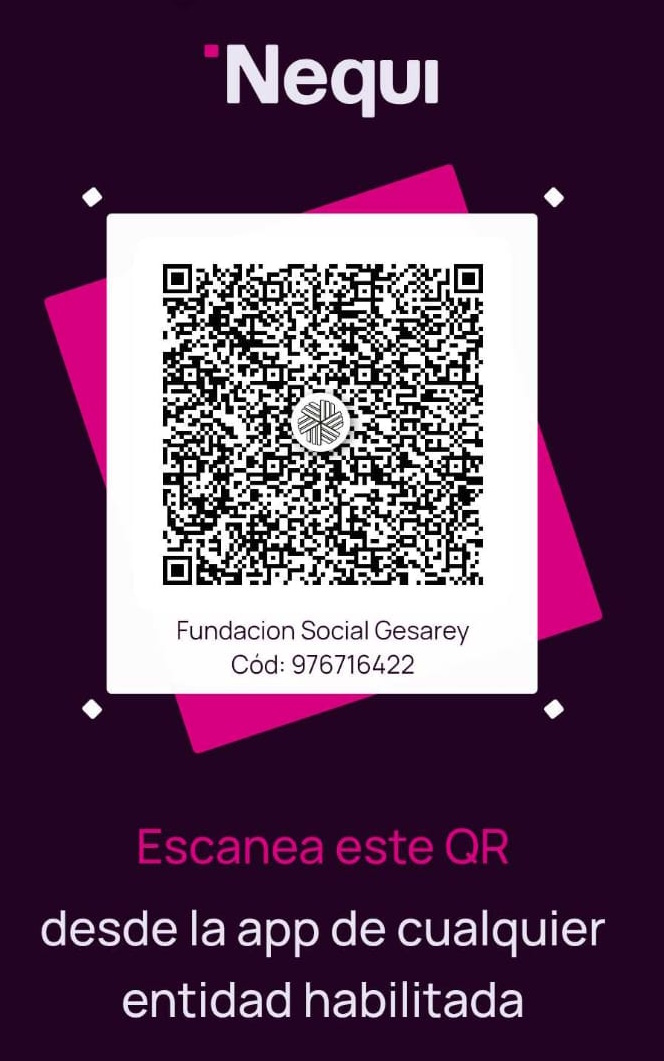 Nequi
Fundacion Social Gesarey
Cód: 976716422
Escanea este QR
desde la app de cualquier
entidad habilitada